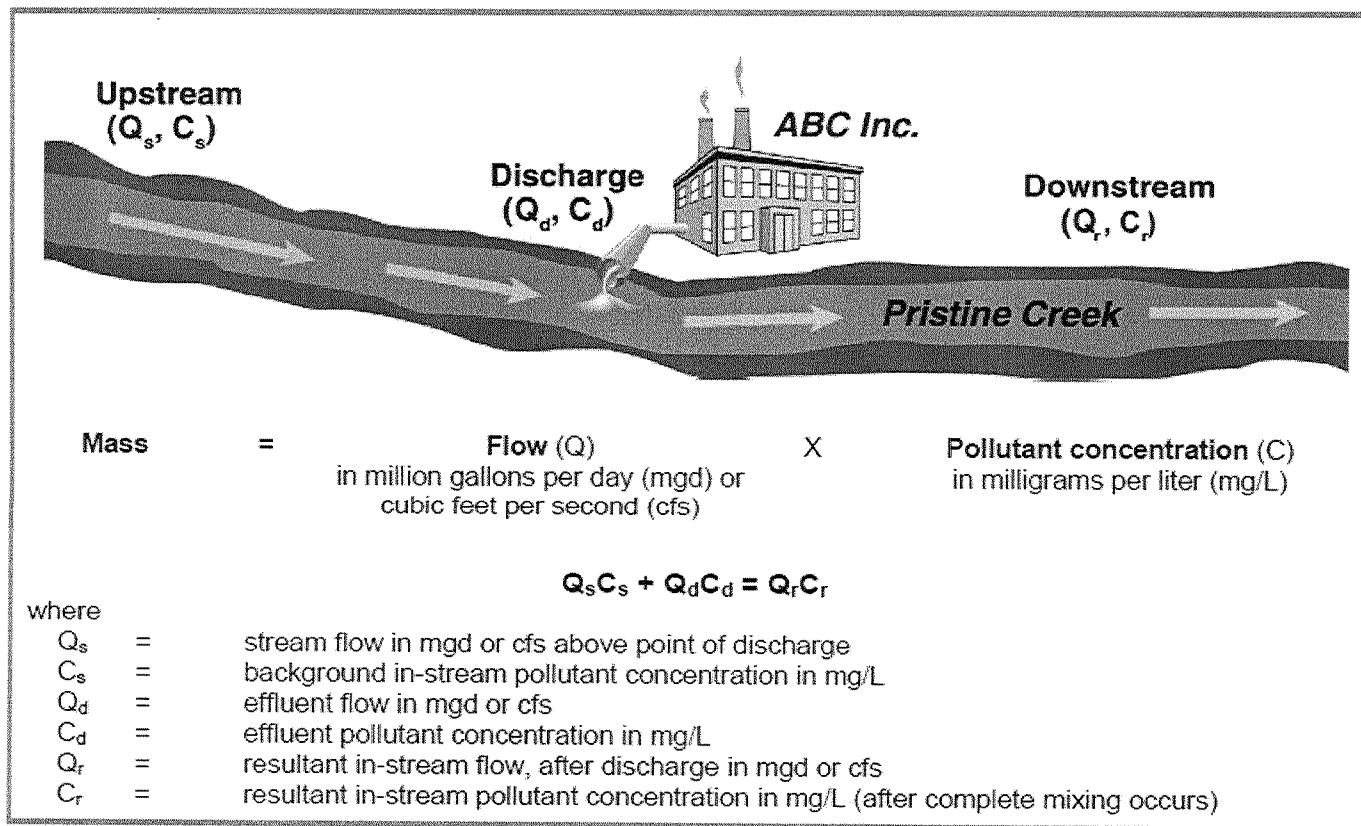 Upstream
(Qs, Cs)
ABC Inc.
Discharge
(Qd, Cd)
Downstream
(Qr, Cr)
Pristine Creek
Mass = Flow (Q) X Pollutant concentration (C)
in million gallons per day (mgd) or in milligrams per liter (mg/L)
cubic feet per second (cfs)
QsCs + QdCd = QrCr
where
Qs = stream flow in mgd or cfs above point of discharge
Cs = background in-stream pollutant concentration in mg/L
Qd = effluent flow in mgd or cfs
Cd = effluent pollutant concentration in mg/L
Qr = resultant in-stream flow, after discharge in mgd or cfs
Cr = resultant in-stream pollutant concentration in mg/L (after complete mixing occurs)